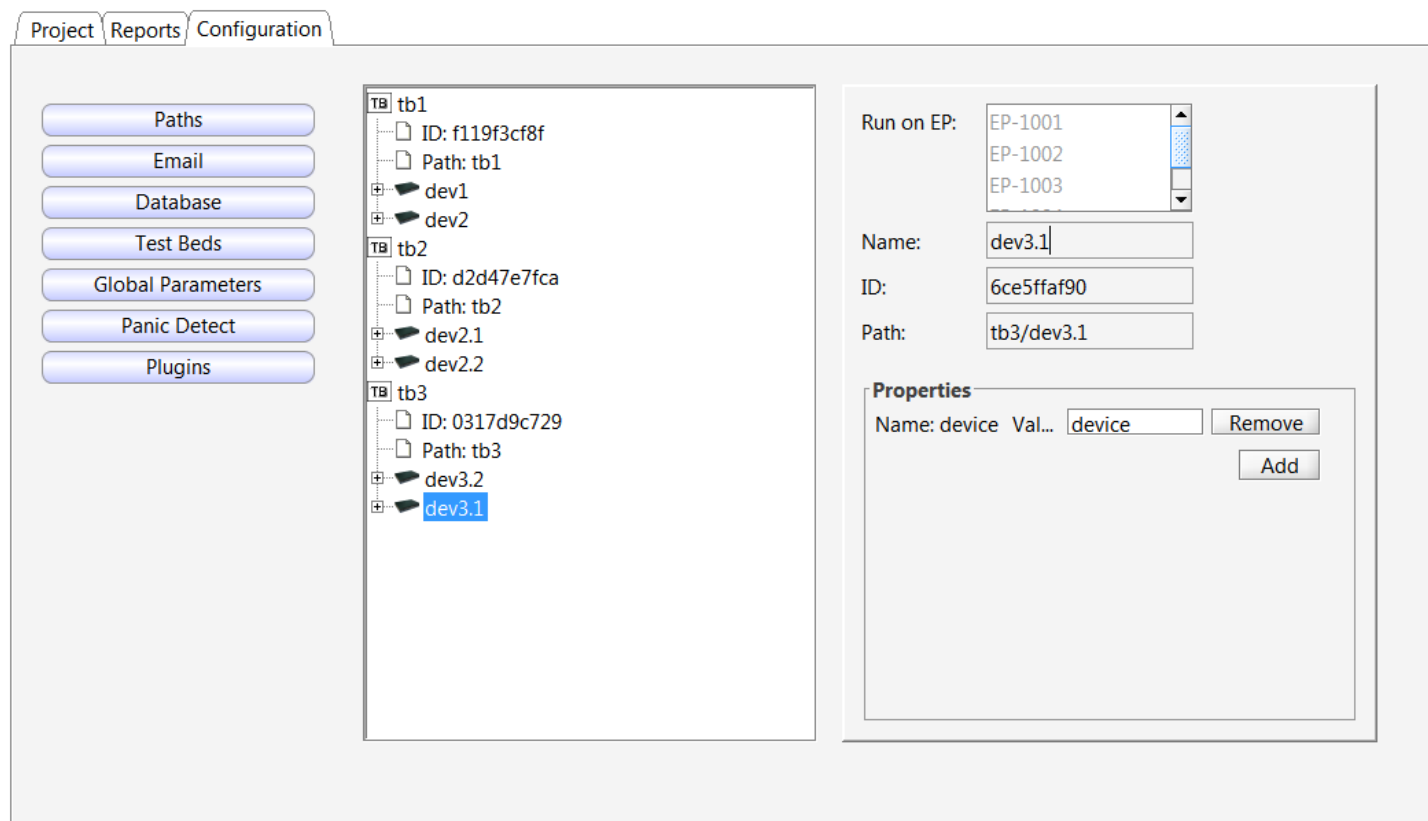 Project Reports Configuration
Paths
Email
Database
Test Beds
Global Parameters
Panic Detect
Plugins
TB tb1
ID: f119f3cf8f
Path: tb1
dev1
dev2
TB tb2
ID: d2d47e7fca
Path: tb2
dev2.1
dev2.2
TB tb3
ID: 0317d9c729
Path: tb3
dev3.2
dev3.1
Run on EP: EP-1001
EP-1002
EP-1003
Name: dev3.1
ID: 6ce5ffaf90
Path: tb3/dev3.1
Properties
Name: device Val... device Remove
Add